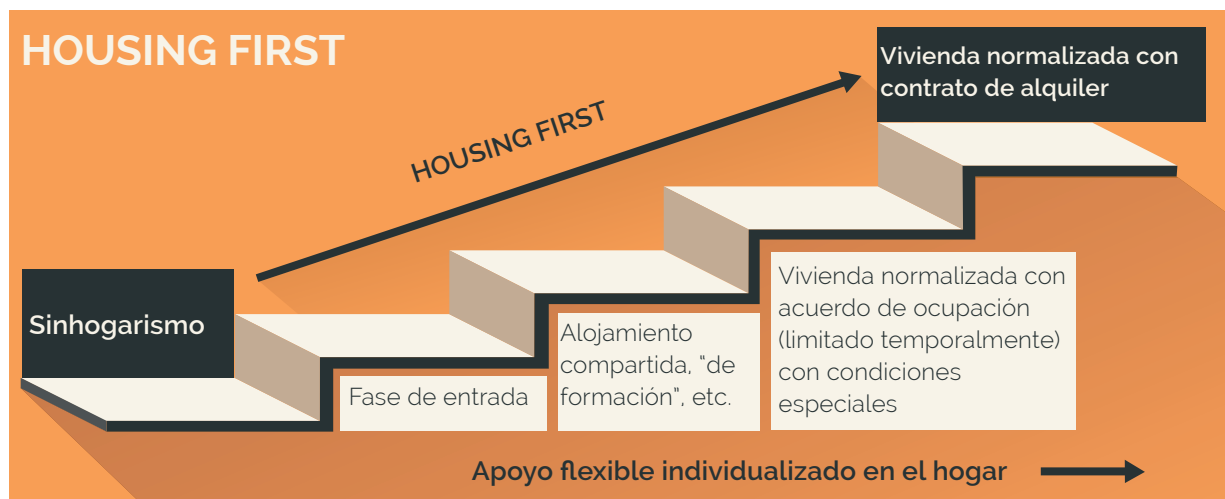 HOUSING FIRST
Vivienda normalizada con
contrato de alquiler
HOUSING FIRST
Sinhogarismo
Fase de entrada
Alojamiento
compartida, "de
formación", etc.
Vivienda normalizada con
acuerdo de ocupación
(limitado temporalmente)
con condiciones
especiales
Apoyo flexible individualizado en el hogar